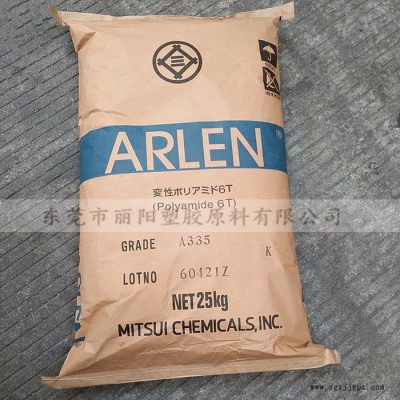 三
ARLEN®
変性ポリアミド6T
(Polyamide 6T)
东莞市丽阳塑胶原料有限公司
GRADE A335 K
LOTNO 60421Z
NET25kg
MITSUI CHEMICALS,INC.